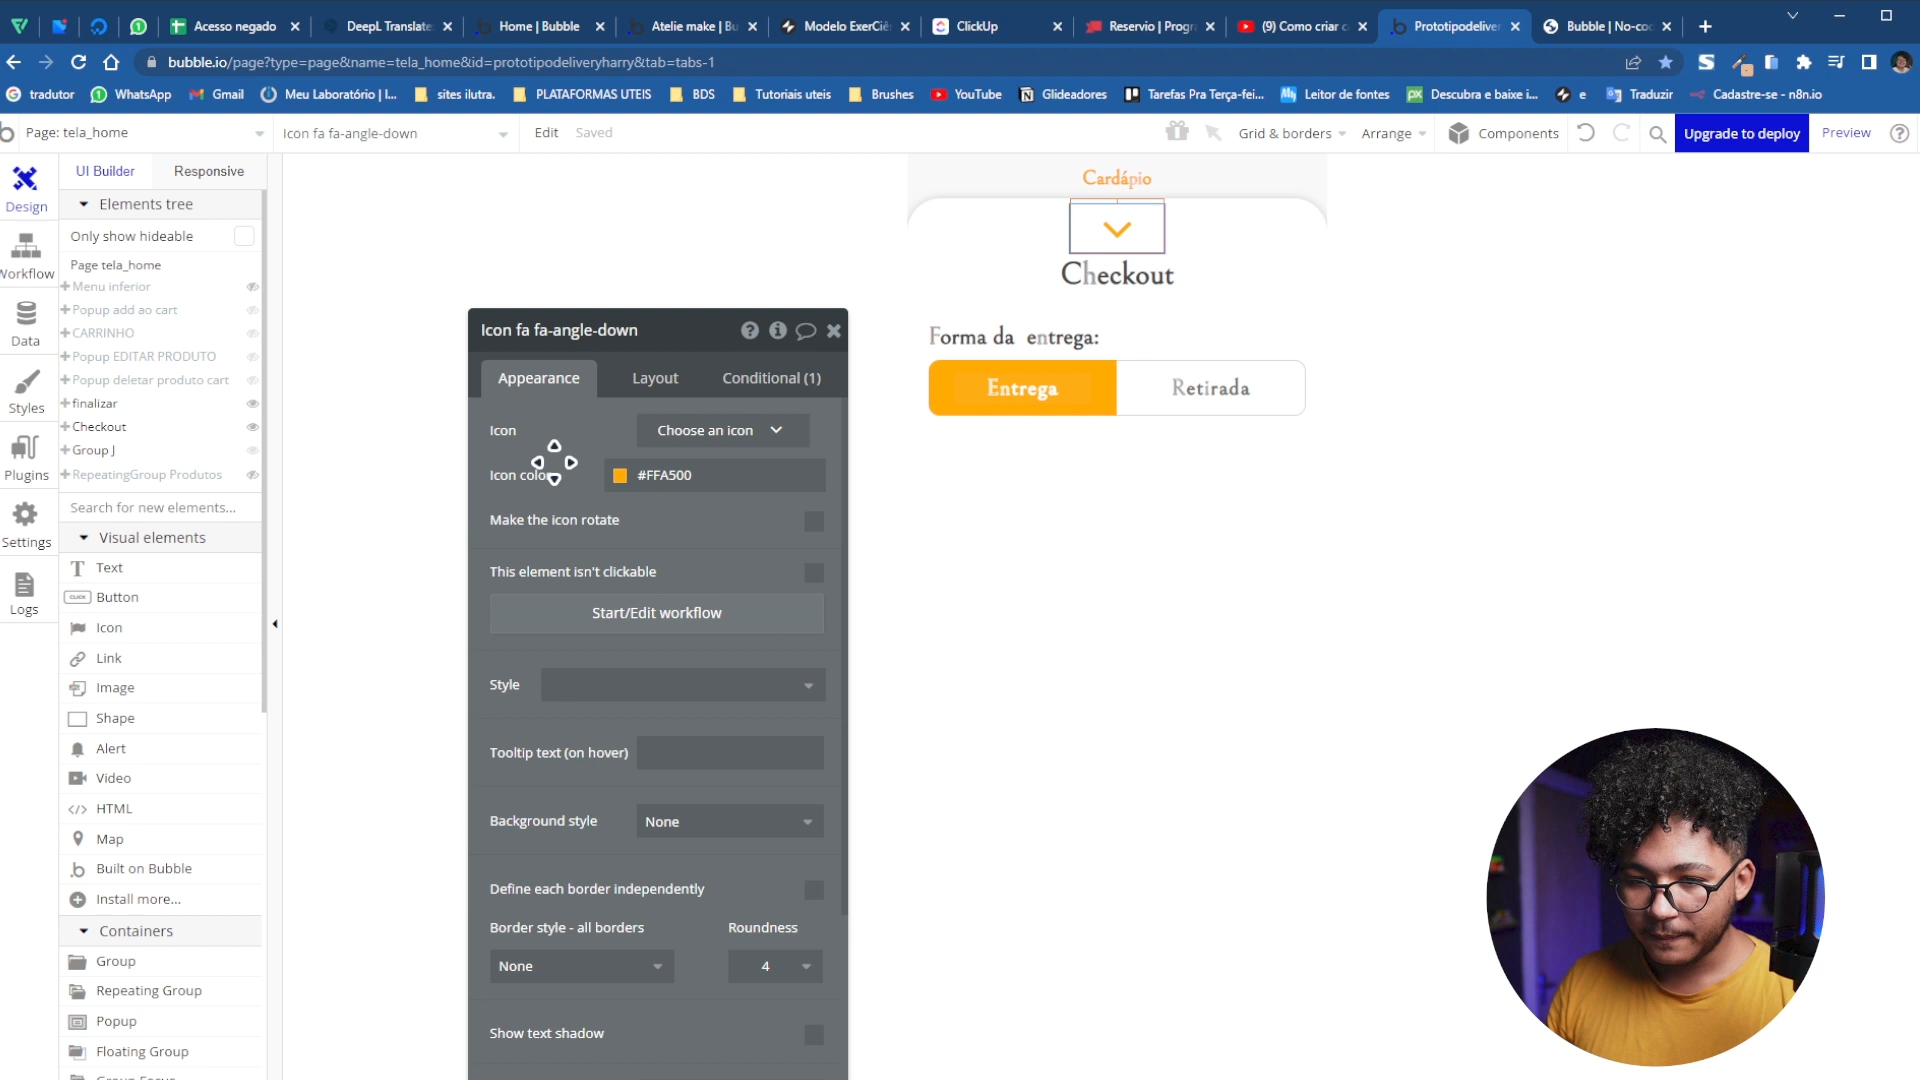 Acesso negado
DeepL Translate
Home | Bubble
Atelie make | Bu
Modelo ExerCiê
ClickUp
Reservio | Progr
(9) Como criar c
Prototipodeliver
Bubble | No-coc
bubble.io/page?type=page&name=tela_home&id=prototipodeliveryharry&tab=tabs-1
tradutor
WhatsApp
Gmail
Meu Laboratório | I...
sites ilutra.
PLATAFORMAS UTEIS
BDS
Tutoriais uteis
Brushes
YouTube
Glideadores
Tarefas Pra Terça-fei...
Leitor de fontes
Descubra e baixe i...
e
Traduzir
Cadastre-se - n8n.io
Page: tela_home
Icon fa fa-angle-down
Edit
Saved
Grid & borders
Arrange
Components
Upgrade to deploy
Preview
Design
Workflow
Data
Styles
Plugins
Settings
Logs
UI Builder
Responsive
Elements tree
Only show hideable
Page tela_home
Menu inferior
Popup add ao cart
CARRINHO
Popup EDITAR PRODUTO
Popup deletar produto cart
finalizar
Checkout
Group J
RepeatingGroup Produtos
Search for new elements...
Visual elements
Text
CLICK Button
Icon
Link
Image
Shape
Alert
Video
HTML
Map
Built on Bubble
Install more...
Containers
Group
Repeating Group
Popup
Floating Group
Group Focus
Icon fa fa-angle-down
Appearance
Layout
Conditional (1)
Icon
Choose an icon
Icon color
#FFA500
Make the icon rotate
This element isn't clickable
Start/Edit workflow
Style
Tooltip text (on hover)
Background style
None
Define each border independently
Border style - all borders
Roundness
None
4
Show text shadow
Cardápio
Checkout
Forma da entrega:
Entrega
Retirada